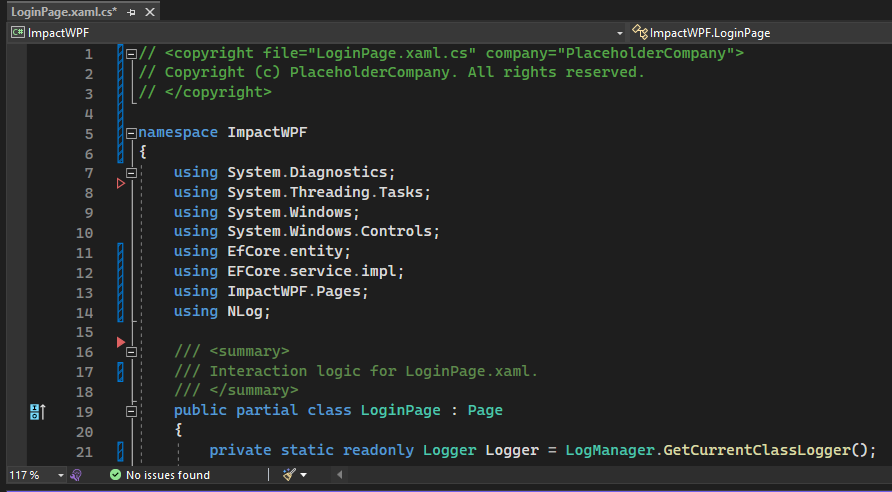 LoginPage.xaml.cs*
ImpactWPF ImpactWPF.LoginPage
1 // <copyright file="LoginPage.xaml.cs" company="PlaceholderCompany">
2 // Copyright (c) PlaceholderCompany. All rights reserved.
3 // </copyright>
4
5 namespace ImpactWPF
6 {
7 using System.Diagnostics;
8 using System.Threading.Tasks;
9 using System.Windows;
10 using System.Windows.Controls;
11 using EfCore.entity;
12 using EFCore.service.impl;
13 using ImpactWPF.Pages;
14 using NLog;
15
16 /// <summary>
17 /// Interaction logic for LoginPage.xaml.
18 /// </summary>
19 public partial class LoginPage : Page
20 {
21 private static readonly Logger Logger = LogManager.GetCurrentClassLogger();
117 % No issues found